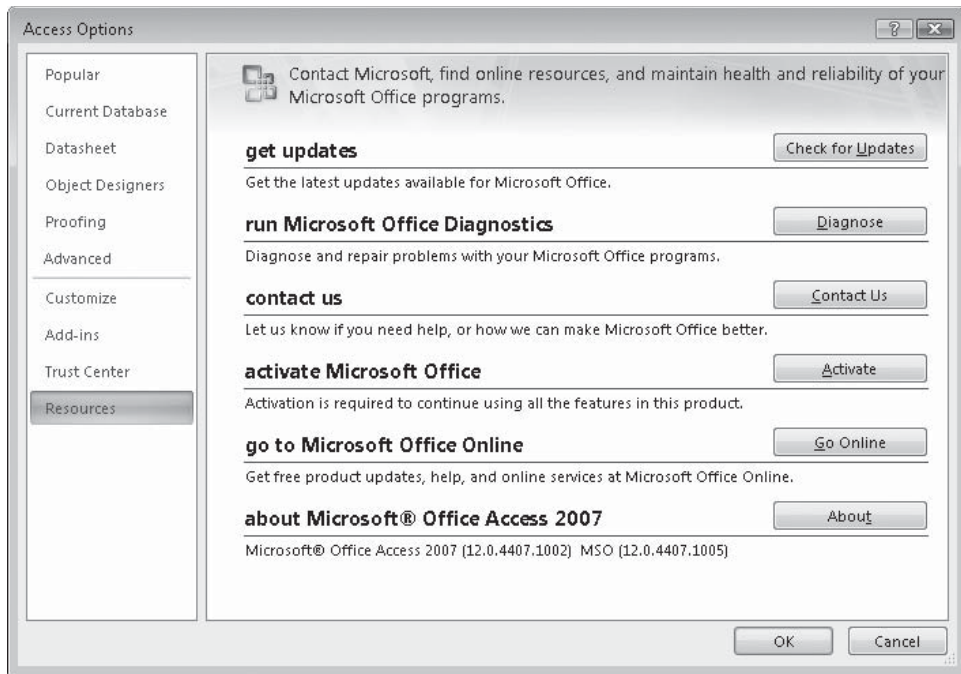 Access Options
Popular
Current Database
Datasheet
Object Designers
Proofing
Advanced
Customize
Add-ins
Trust Center
Resources
Contact Microsoft, find online resources, and maintain health and reliability of your
Microsoft Office programs.
get updates
Check for Updates
Get the latest updates available for Microsoft Office.
run Microsoft Office Diagnostics
Diagnose
Diagnose and repair problems with your Microsoft Office programs.
contact us
Contact Us
Let us know if you need help, or how we can make Microsoft Office better.
activate Microsoft Office
Activate
Activation is required to continue using all the features in this product.
go to Microsoft Office Online
Go Online
Get free product updates, help, and online services at Microsoft Office Online.
about Microsoft® Office Access 2007
About
Microsoft® Office Access 2007 (12.0.4407.1002) MSO (12.0.4407.1005)
OK
Cancel